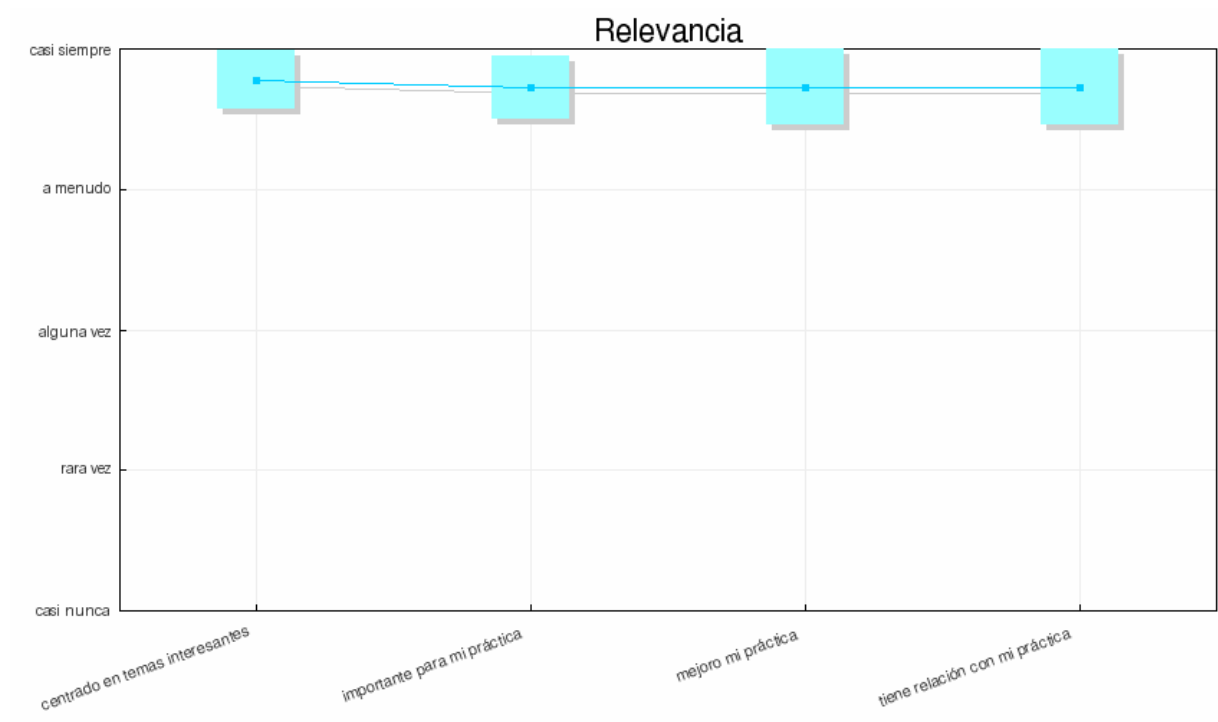 Relevancia
casi siempre
a menudo
alguna vez
rara vez
casi nunca
centrado en temas interesantes
importante para mi práctica
mejoro mi práctica
tiene relación con mi práctica